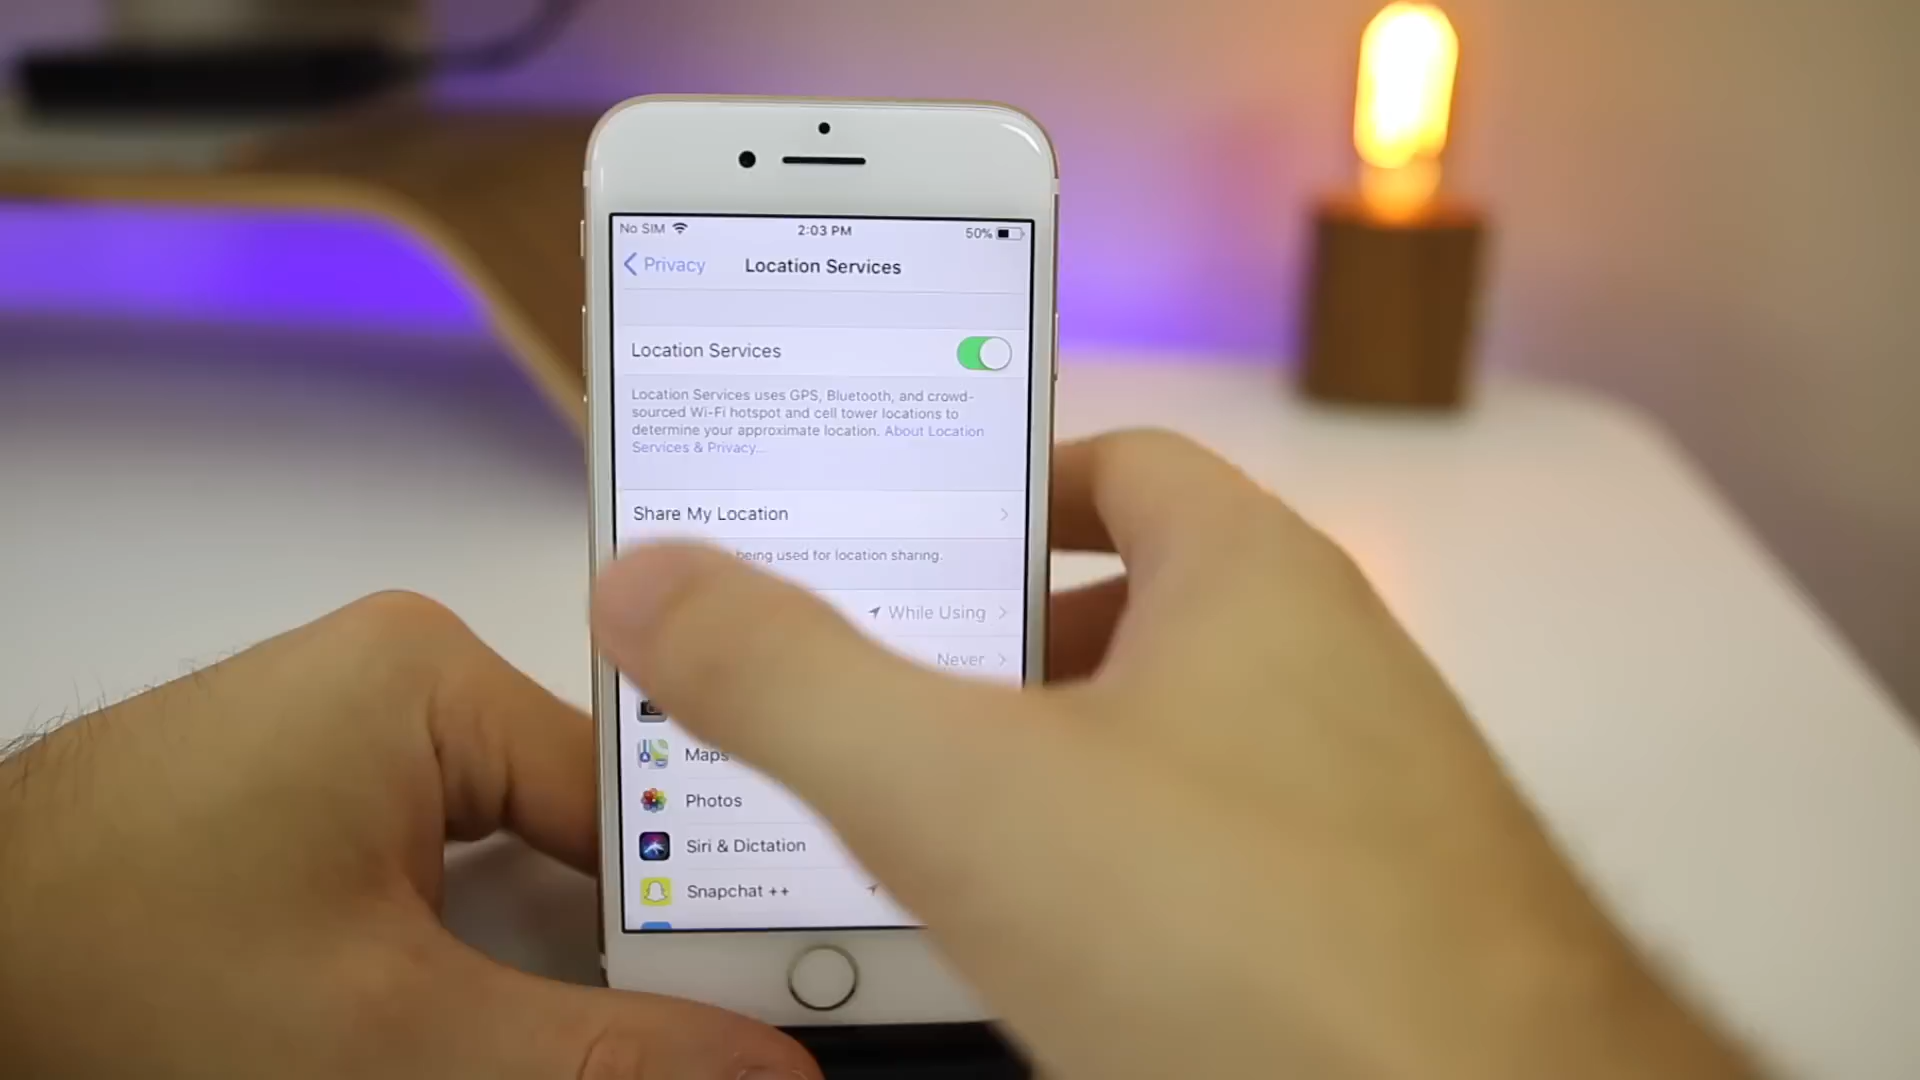 No SIM 2:03 PM 50%
Privacy Location Services
Location Services
Location Services uses GPS, Bluetooth, and crowd-
sourced Wi-Fi hotspot and cell tower locations to
determine your approximate location. About Location
Services & Privacy...
Share My Location
being used for location sharing.
While Using
Never
Maps
Photos
Siri & Dictation
Snapchat ++